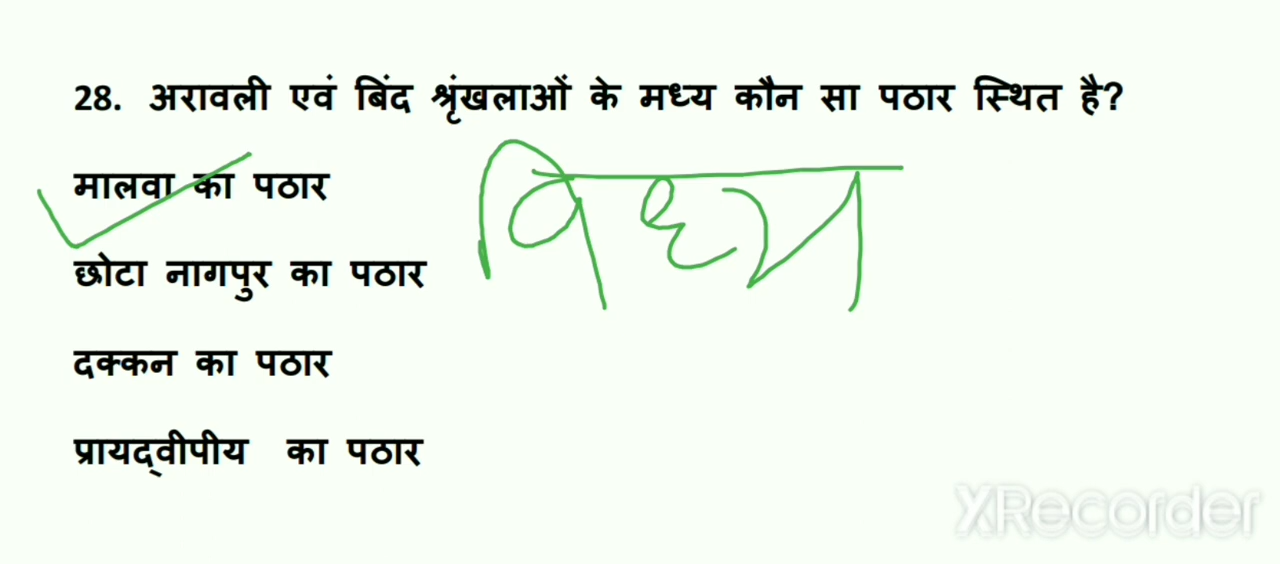 28. अरावली एवं बिंद श्रृंखलाओं के मध्य कौन सा पठार स्थित है?
मालवा का पठार
विध्य
छोटा नागपुर का पठार
दक्कन का पठार
प्रायद्वीपीय का पठार
XRecorder